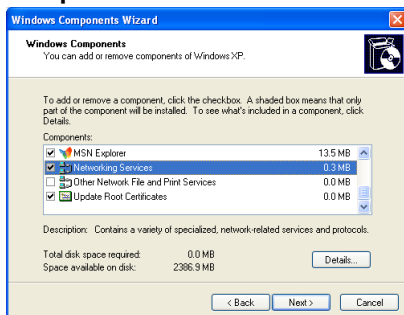 Windows Components Wizard
Windows Components
You can add or remove components of Windows XP.
To add or remove a component, click the checkbox. A shaded box means that only
part of the component will be installed. To see what's included in a component, click
Details.
Components:
MSN Explorer 13.5 MB
Networking Services 0.3 MB
Other Network File and Print Services 0.0 MB
Update Root Certificates 0.0 MB
Description: Contains a variety of specialized, network-related services and protocols.
Total disk space required: 0.0 MB
Space available on disk: 2386.9 MB
Details...
< Back Next > Cancel